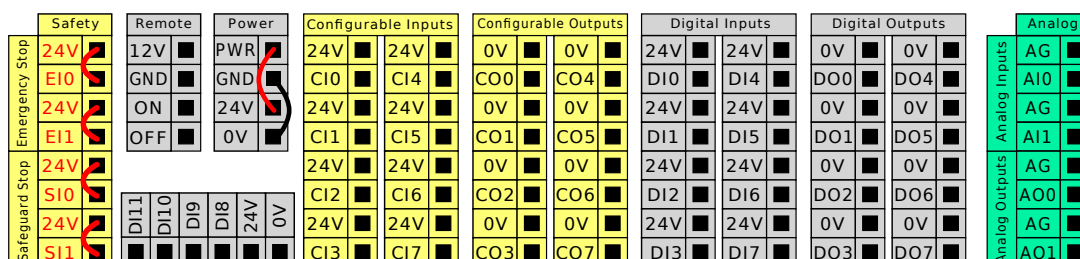 Safety
Emergency Stop
24V
EI0
24V
EI1
Safeguard Stop
24V
SI0
24V
SI1
Remote
12V
GND
ON
OFF
Power
PWR
GND
24V
0V
DI11 DI10 DI9 DI8 24V 0V
Configurable Inputs
24V 24V
CI0 CI4
24V 24V
CI1 CI5
24V 24V
CI2 CI6
24V 24V
CI3 CI7
Configurable Outputs
0V 0V
CO0 CO4
0V 0V
CO1 CO5
0V 0V
CO2 CO6
0V 0V
CO3 CO7
Digital Inputs
24V 24V
DI0 DI4
24V 24V
DI1 DI5
24V 24V
DI2 DI6
24V 24V
DI3 DI7
Digital Outputs
0V 0V
DO0 DO4
0V 0V
DO1 DO5
0V 0V
DO2 DO6
0V 0V
DO3 DO7
Analog
Analog Inputs
AG
AI0
AG
AI1
Analog Outputs
AG
AO0
AG
AO1